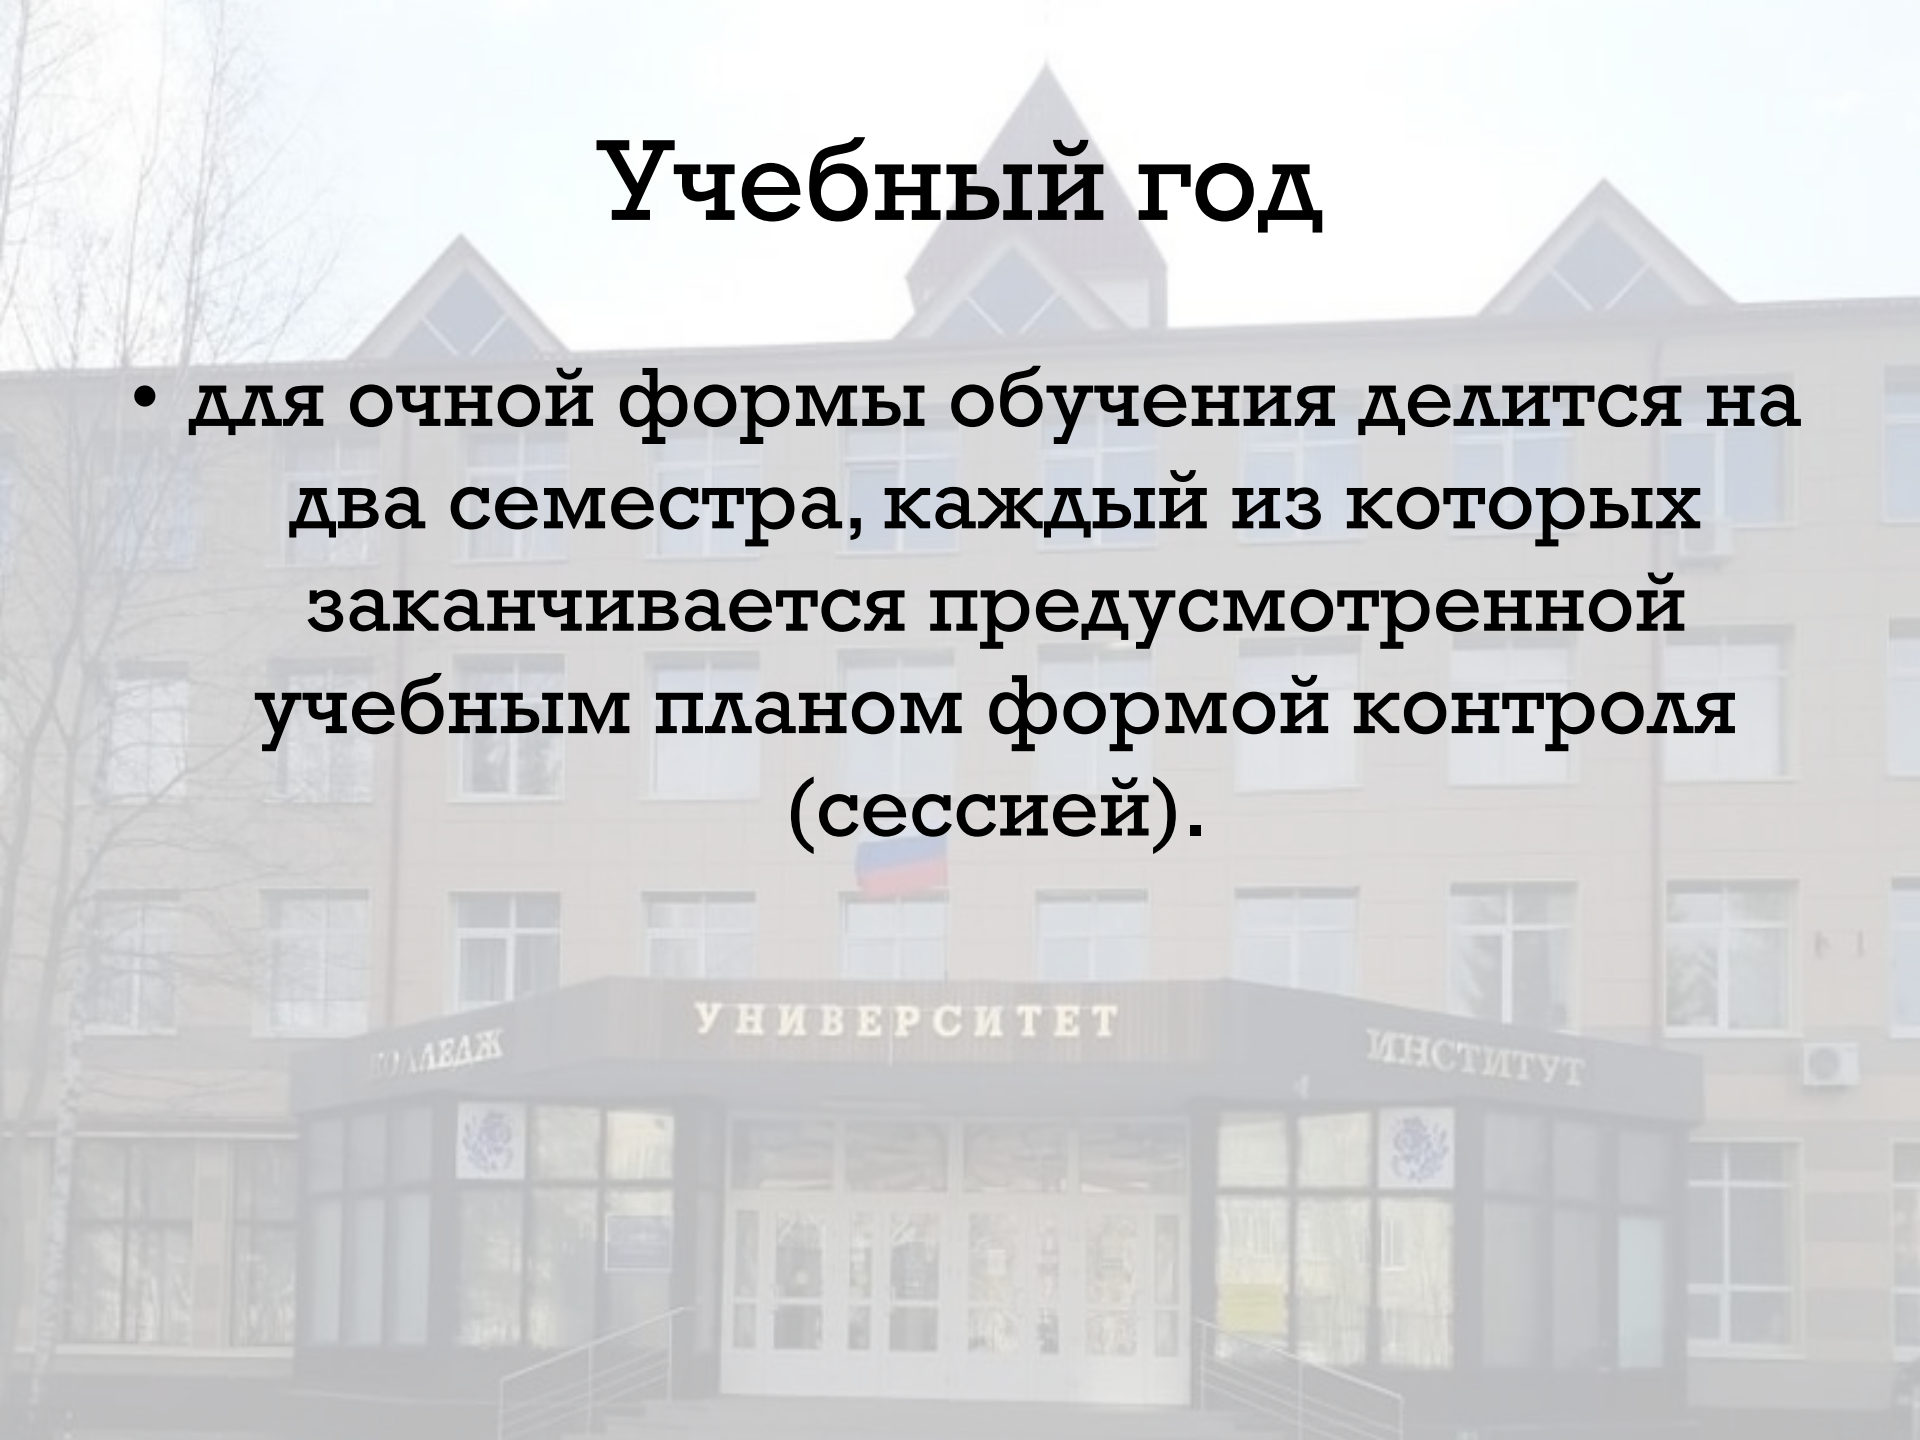 Учебный год
• для очной формы обучения делится на
два семестра, каждый из которых
заканчивается предусмотренной
учебным планом формой контроля
(сессией).
КОЛЛЕДЖ УНИВЕРСИТЕТ ИНСТИТУТ